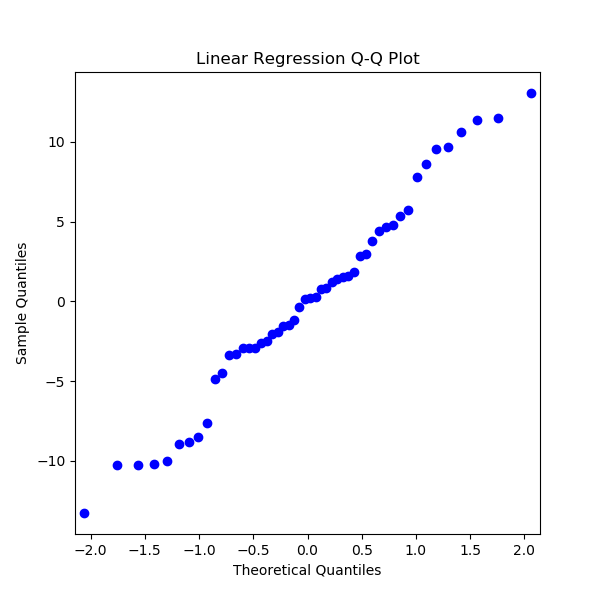 Linear Regression Q-Q Plot
10
5
0
−5
−10
Sample Quantiles
−2.0 −1.5 −1.0 −0.5 0.0 0.5 1.0 1.5 2.0
Theoretical Quantiles